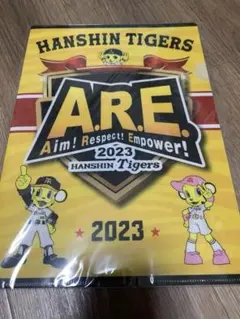 HANSHIN TIGERS
A.R.E.
Aim! Respect! Empower!
2023
HANSHIN Tigers
★ 2023 ★